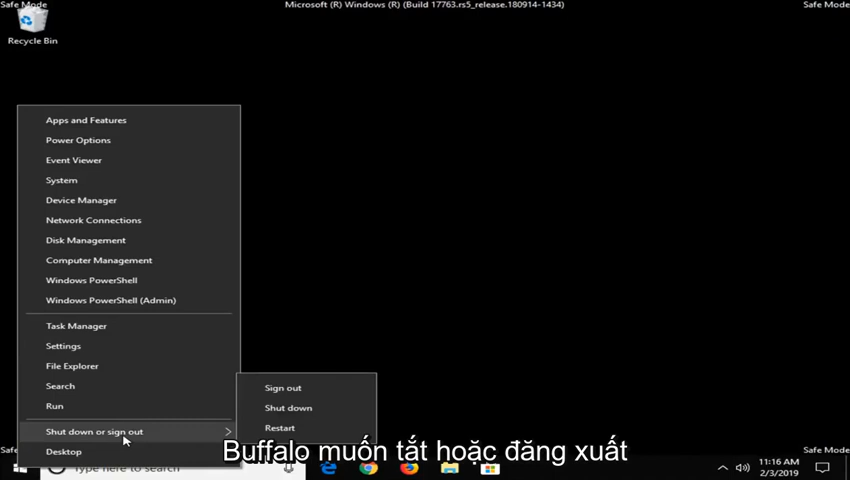 Safe Mode
Microsoft (R) Windows (R) (Build 17763.rs5_release.180914-1434)
Safe Mode
Recycle Bin
Apps and Features
Power Options
Event Viewer
System
Device Manager
Network Connections
Disk Management
Computer Management
Windows PowerShell
Windows PowerShell (Admin)
Task Manager
Settings
File Explorer
Search
Run
Shut down or sign out
Desktop
Sign out
Shut down
Restart
Buffalo muốn tắt hoặc đăng xuất
Safe Mode
11:16 AM
2/3/2019